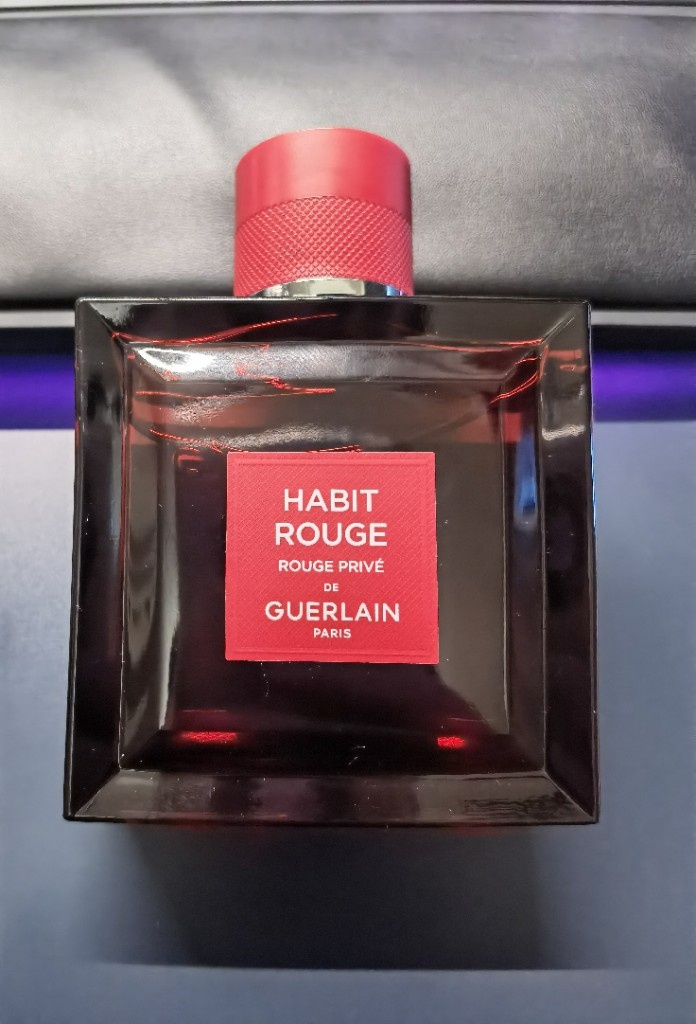 HABIT
ROUGE
ROUGE PRIVÉ
DE
GUERLAIN
PARIS